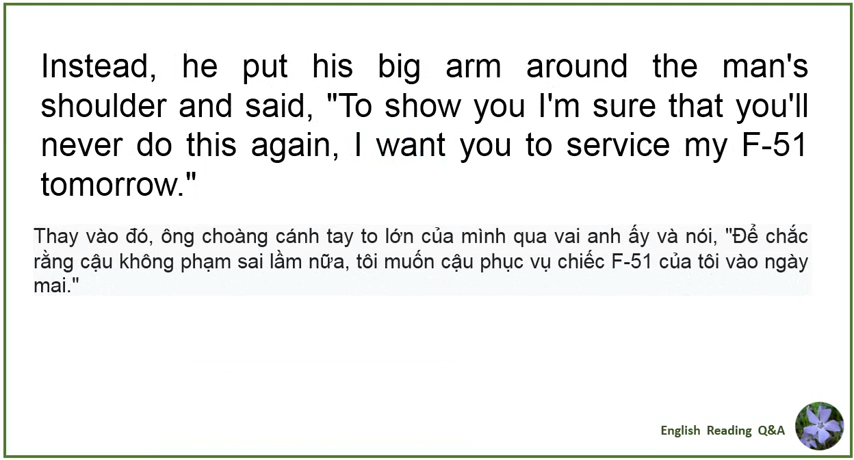 Instead, he put his big arm around the man's
shoulder and said, "To show you I'm sure that you'll
never do this again, I want you to service my F-51
tomorrow."
Thay vào đó, ông choàng cánh tay to lớn của mình qua vai anh ấy và nói, "Để chắc
rằng cậu không phạm sai lầm nữa, tôi muốn cậu phục vụ chiếc F-51 của tôi vào ngày
mai."
English Reading Q&A